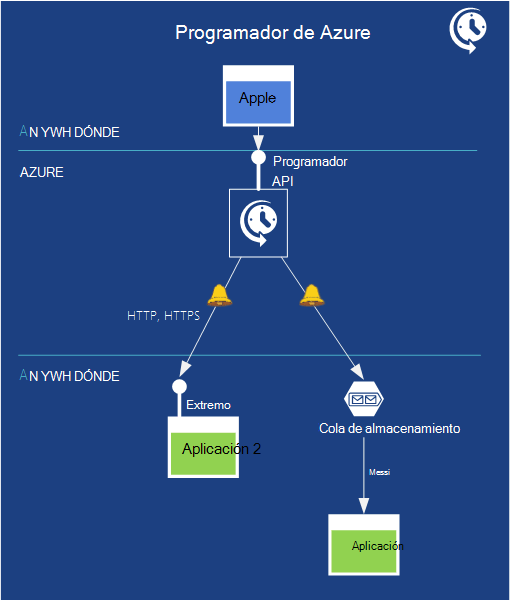 Programador de Azure
Apple
AN YWH DÓNDE
Programador
API
AZURE
HTTP, HTTPS
AN YWH DÓNDE
Extremo
Aplicación 2
Cola de almacenamiento
Messi
Aplicación